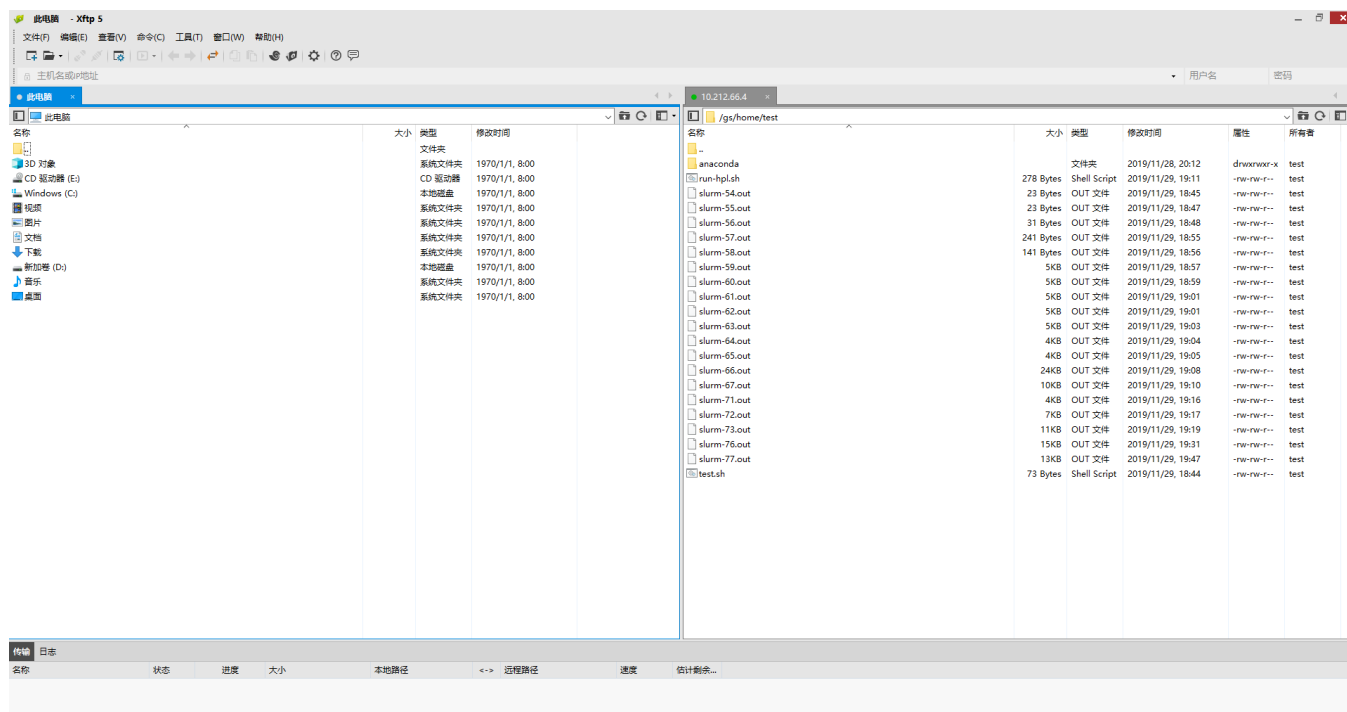 此电脑 - Xftp 5
文件(F) 编辑(E) 查看(V) 命令(C) 工具(T) 窗口(W) 帮助(H)
主机名或IP地址 用户名 密码
此电脑 × 10.212.66.4 ×
此电脑
名称 大小 类型 修改时间
.. 文件夹
3D 对象 系统文件夹 1970/1/1, 8:00
CD 驱动器 (E:) CD 驱动器 1970/1/1, 8:00
Windows (C:) 本地磁盘 1970/1/1, 8:00
视频 系统文件夹 1970/1/1, 8:00
图片 系统文件夹 1970/1/1, 8:00
文档 系统文件夹 1970/1/1, 8:00
下载 系统文件夹 1970/1/1, 8:00
新加卷 (D:) 本地磁盘 1970/1/1, 8:00
音乐 系统文件夹 1970/1/1, 8:00
桌面 系统文件夹 1970/1/1, 8:00
/gs/home/test
名称 大小 类型 修改时间 属性 所有者
..
anaconda 文件夹 2019/11/28, 20:12 drwxrwxr-x test
run-hpl.sh 278 Bytes Shell Script 2019/11/29, 19:11 -rw-rw-r-- test
slurm-54.out 23 Bytes OUT 文件 2019/11/29, 18:45 -rw-rw-r-- test
slurm-55.out 23 Bytes OUT 文件 2019/11/29, 18:47 -rw-rw-r-- test
slurm-56.out 31 Bytes OUT 文件 2019/11/29, 18:48 -rw-rw-r-- test
slurm-57.out 241 Bytes OUT 文件 2019/11/29, 18:55 -rw-rw-r-- test
slurm-58.out 141 Bytes OUT 文件 2019/11/29, 18:56 -rw-rw-r-- test
slurm-59.out 5KB OUT 文件 2019/11/29, 18:57 -rw-rw-r-- test
slurm-60.out 5KB OUT 文件 2019/11/29, 18:59 -rw-rw-r-- test
slurm-61.out 5KB OUT 文件 2019/11/29, 19:01 -rw-rw-r-- test
slurm-62.out 5KB OUT 文件 2019/11/29, 19:01 -rw-rw-r-- test
slurm-63.out 5KB OUT 文件 2019/11/29, 19:03 -rw-rw-r-- test
slurm-64.out 4KB OUT 文件 2019/11/29, 19:04 -rw-rw-r-- test
slurm-65.out 4KB OUT 文件 2019/11/29, 19:05 -rw-rw-r-- test
slurm-66.out 24KB OUT 文件 2019/11/29, 19:08 -rw-rw-r-- test
slurm-67.out 10KB OUT 文件 2019/11/29, 19:10 -rw-rw-r-- test
slurm-71.out 4KB OUT 文件 2019/11/29, 19:16 -rw-rw-r-- test
slurm-72.out 7KB OUT 文件 2019/11/29, 19:17 -rw-rw-r-- test
slurm-73.out 11KB OUT 文件 2019/11/29, 19:19 -rw-rw-r-- test
slurm-76.out 15KB OUT 文件 2019/11/29, 19:31 -rw-rw-r-- test
slurm-77.out 13KB OUT 文件 2019/11/29, 19:47 -rw-rw-r-- test
test.sh 73 Bytes Shell Script 2019/11/29, 18:44 -rw-rw-r-- test
传输 日志
名称 状态 进度 大小 本地路径 <-> 远程路径 速度 估计剩余...